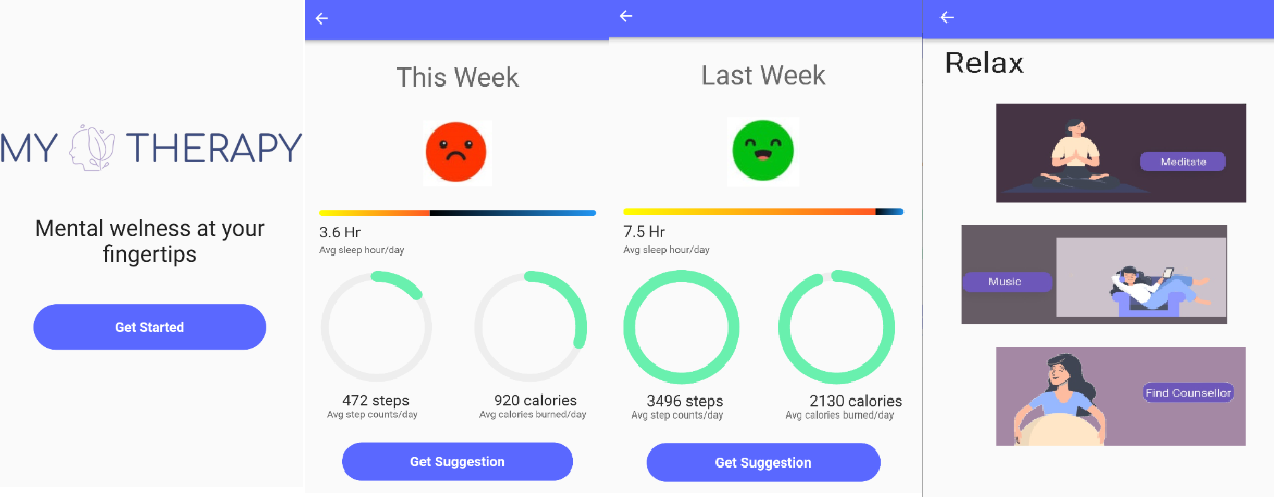 MY THERAPY
Mental welness at your
fingertips
Get Started
This Week
3.6 Hr
Avg sleep hour/day
472 steps
Avg step counts/day
920 calories
Avg calories burned/day
Get Suggestion
Last Week
7.5 Hr
Avg sleep hour/day
3496 steps
Avg step counts/day
2130 calories
Avg calories burned/day
Get Suggestion
Relax
Meditate
Music
Find Counsellor